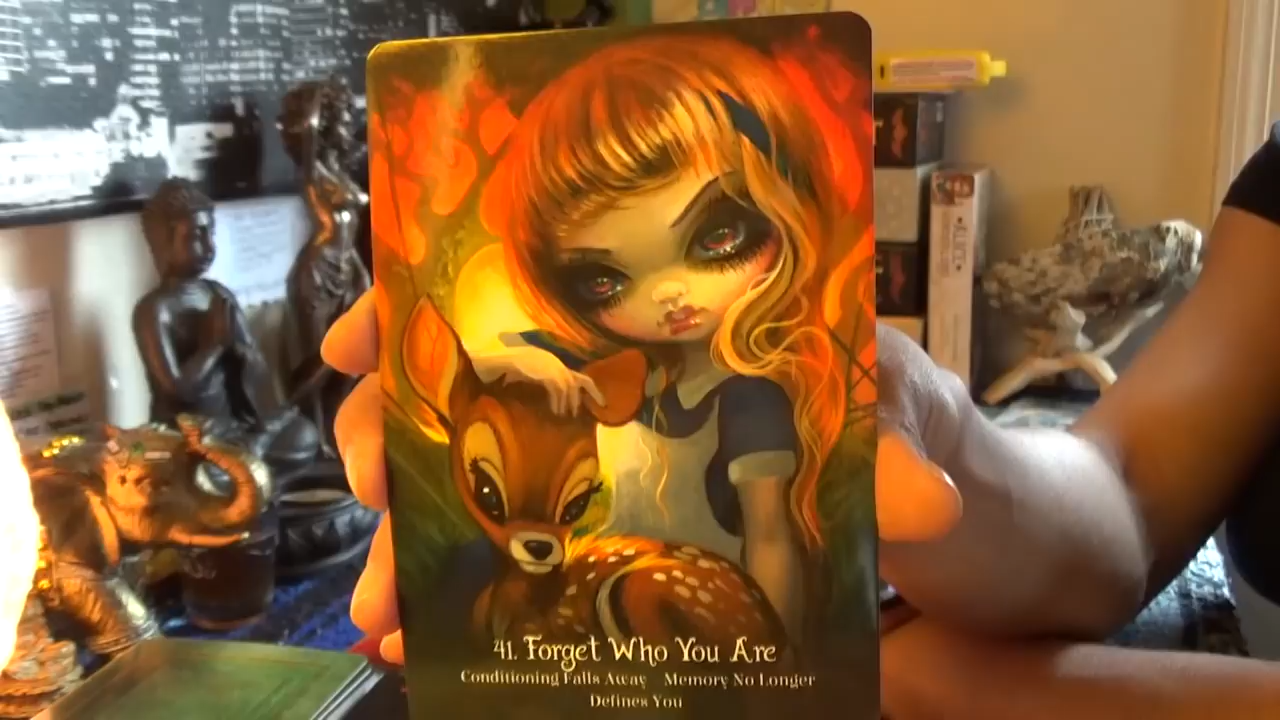 41. Forget Who You Are
Conditioning Falls Away Memory No Longer
Defines You